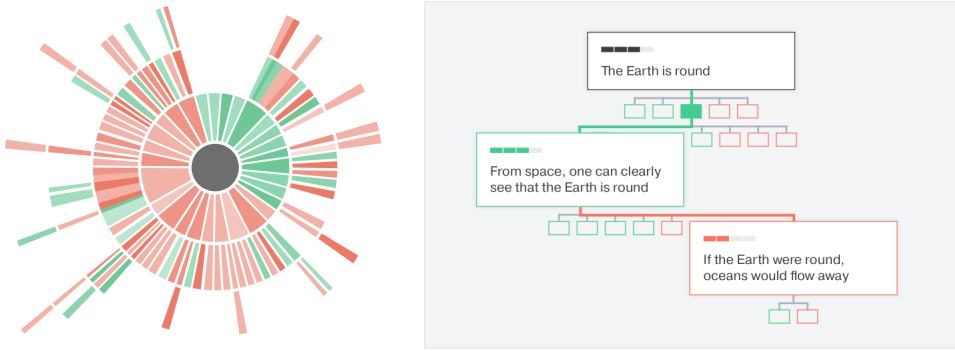 The Earth is round
From space, one can clearly
see that the Earth is round
If the Earth were round,
oceans would flow away